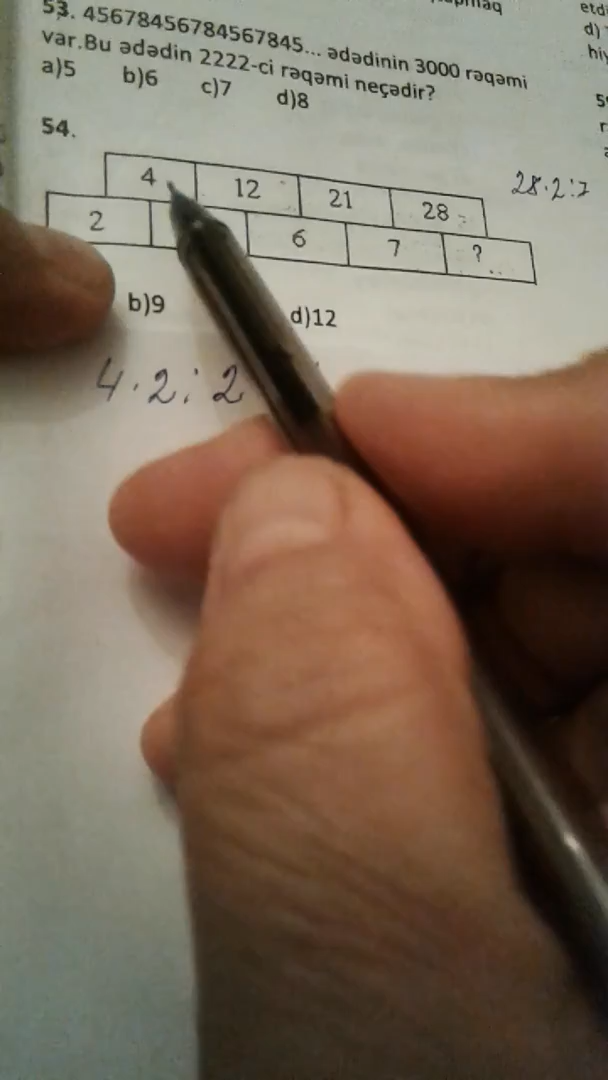 53. 45678456784567845... ədədinin 3000 rəqəmi
var.Bu ədədin 2222-ci rəqəmi neçədir?
a)5 b)6 c)7 d)8
54.
4 12 21 28
2 6 7 ?
28·2:7
b)9 d)12
4·2:2
etdi
d)